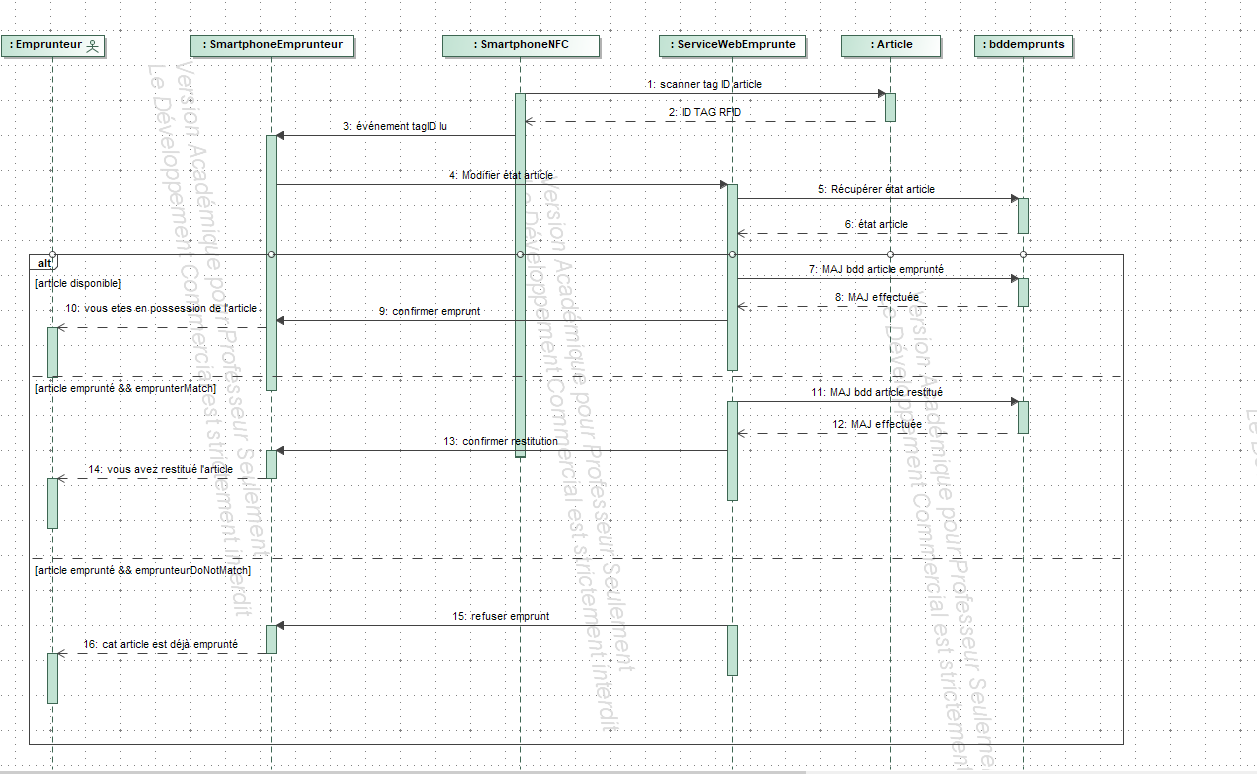 : Emprunteur
: SmartphoneEmprunteur
: SmartphoneNFC
: ServiceWebEmprunte
: Article
: bddemprunts
1: scanner tag ID article
2: ID TAG RFID
3: événement tagID lu
4: Modifier état article
5: Récupérer état article
6: état article
alt
[article disponible]
7: MAJ bdd article emprunté
8: MAJ effectuée
9: confirmer emprunt
10: vous etes en possession de l'article
[article emprunté && emprunterMatch]
11: MAJ bdd article restitué
12: MAJ effectuée
13: confirmer restitution
14: vous avez restitué l'article
[article emprunté && emprunteurDoNotMatch]
15: refuser emprunt
16: cat article est déjà emprunté
Version Académique pour Professeur Seulement
Le Développement Commercial est strictement interdit
Version Académique pour Professeur Seulement
Le Développement Commercial est strictement interdit
Version Académique pour Professeur Seuleme
Le Développement Commercial est strictement